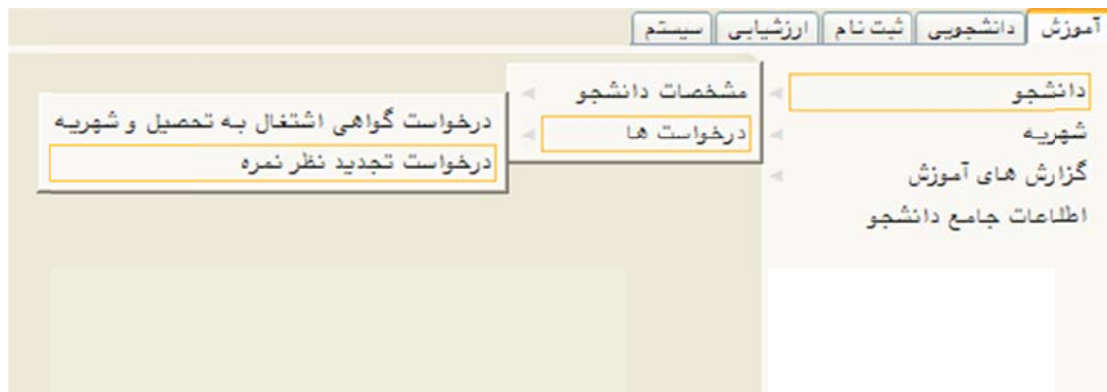 آموزش دانشجویی ثبت نام ارزشیابی سیستم
دانشجو
شهریه
گزارش های آموزش
اطلاعات جامع دانشجو
مشخصات دانشجو
درخواست ها
درخواست گواهی اشتغال به تحصیل و شهریه
درخواست تجدید نظر نمره